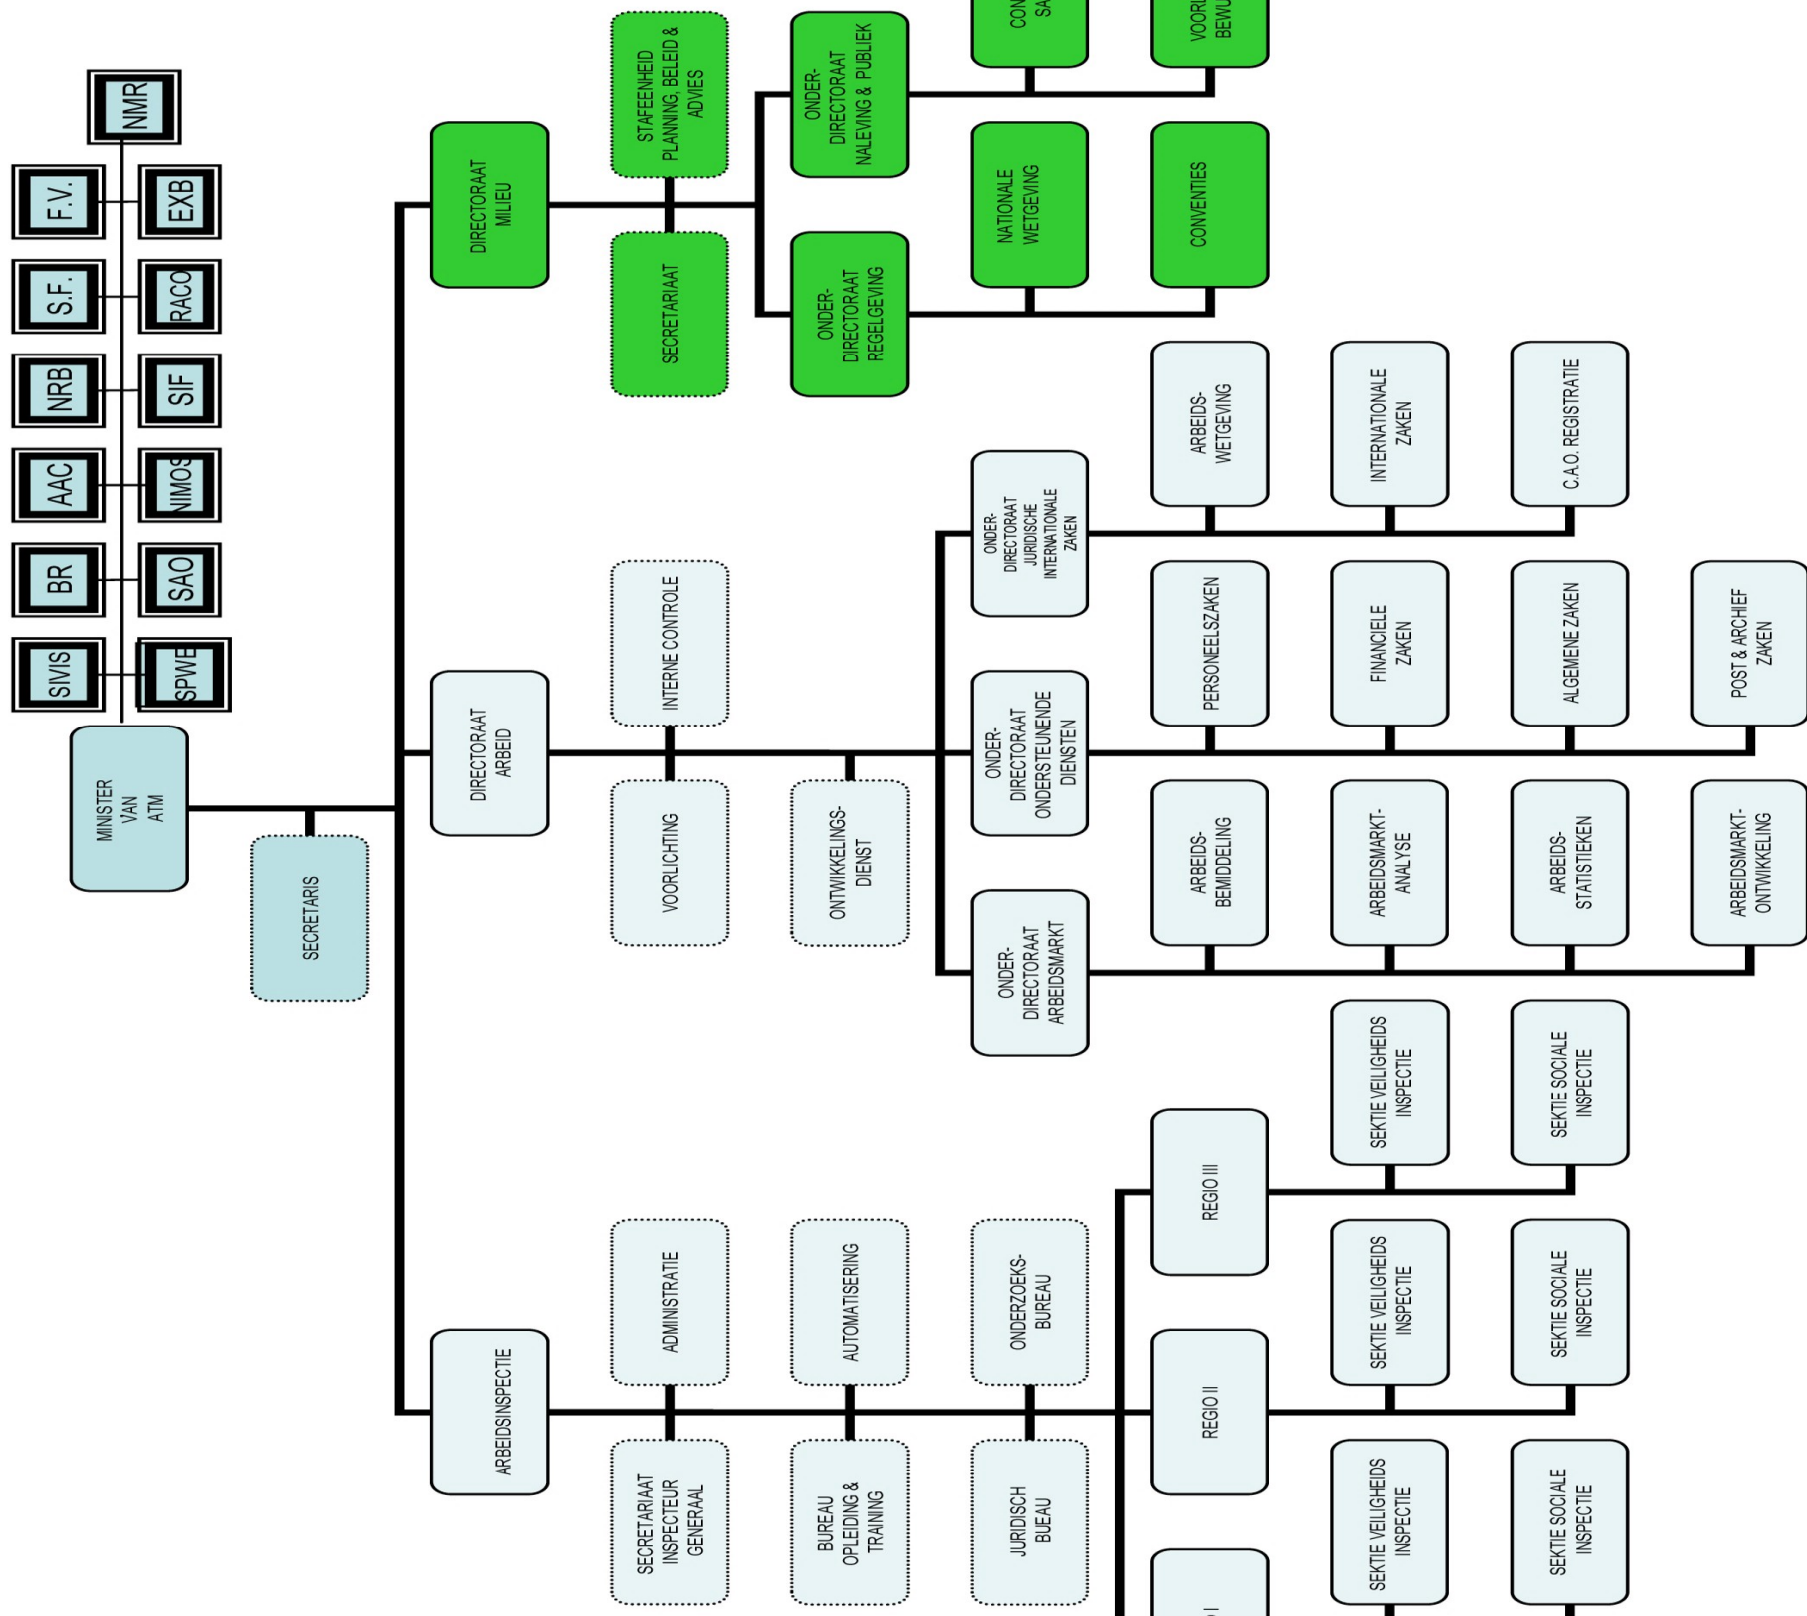 MINISTER
VAN
ATM
SIVIS
BR
AAC
NRB
S.F.
F.V.
NMR
SPWE
SAO
NIMOS
SIF
RACO
EXB
SECRETARIS
ARBEIDSINSPECTIE
DIRECTORAAT
ARBEID
DIRECTORAAT
MILIEU
SECRETARIAAT
INSPECTEUR
GENERAAL
ADMINISTRATIE
VOORLICHTING
INTERNE CONTROLE
SECRETARIAAT
STAFEENHEID
PLANNING, BELEID &
ADVIES
BUREAU
OPLEIDING &
TRAINING
AUTOMATISERING
ONTWIKKELINGS-
DIENST
ONDER-
DIRECTORAAT
REGELGEVING
ONDER-
DIRECTORAAT
NALEVING & PUBLIEK
JURIDISCH
BUEAU
ONDERZOEKS-
BUREAU
ONDER-
DIRECTORAAT
ARBEIDSMARKT
ONDER-
DIRECTORAAT
ONDERSTEUNENDE
DIENSTEN
ONDER-
DIRECTORAAT
JURIDISCHE
INTERNATIONALE
ZAKEN
NATIONALE
WETGEVING
CON
SA
REGIO II
REGIO III
ARBEIDS-
BEMIDDELING
PERSONEELSZAKEN
ARBEIDS-
WETGEVING
CONVENTIES
VOORL
BEWU
SEKTIE VEILIGHEIDS
INSPECTIE
SEKTIE VEILIGHEIDS
INSPECTIE
SEKTIE VEILIGHEIDS
INSPECTIE
ARBEIDSMARKT-
ANALYSE
FINANCIELE
ZAKEN
INTERNATIONALE
ZAKEN
SEKTIE SOCIALE
INSPECTIE
SEKTIE SOCIALE
INSPECTIE
SEKTIE SOCIALE
INSPECTIE
ARBEIDS-
STATISTIEKEN
ALGEMENE ZAKEN
C.A.O. REGISTRATIE
ARBEIDSMARKT-
ONTWIKKELING
POST & ARCHIEF
ZAKEN